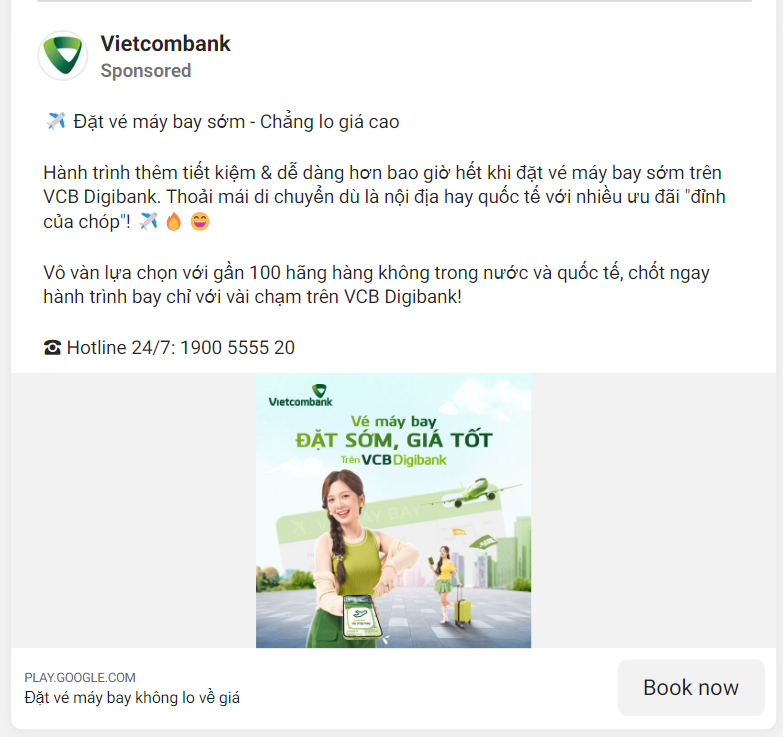 Vietcombank
Sponsored
✈️ Đặt vé máy bay sớm - Chẳng lo giá cao
Hành trình thêm tiết kiệm & dễ dàng hơn bao giờ hết khi đặt vé máy bay sớm trên
VCB Digibank. Thoải mái di chuyển dù là nội địa hay quốc tế với nhiều ưu đãi "đỉnh
của chóp"! ✈️ 🔥 😄
Vô vàn lựa chọn với gần 100 hãng hàng không trong nước và quốc tế, chốt ngay
hành trình bay chỉ với vài chạm trên VCB Digibank!
☎ Hotline 24/7: 1900 5555 20
Vietcombank
Vé máy bay
ĐẶT SỚM, GIÁ TỐT
Trên VCB Digibank
VÉ MÁY BAY
PLAY.GOOGLE.COM
Đặt vé máy bay không lo về giá
Book now